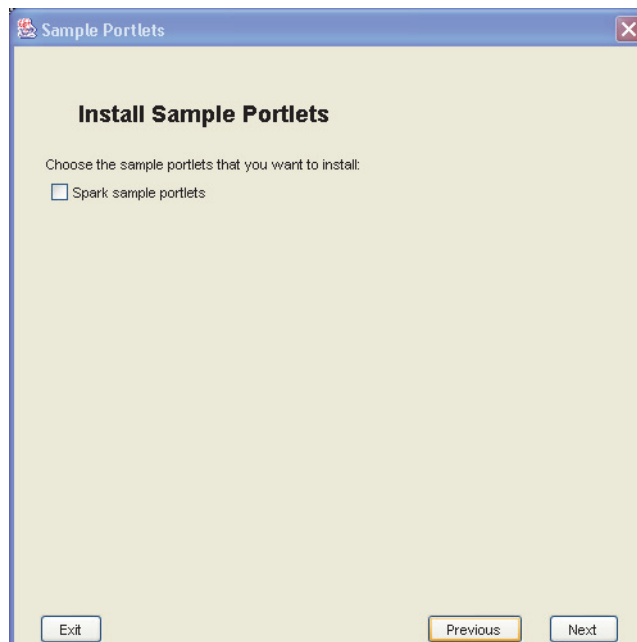 Sample Portlets
Install Sample Portlets
Choose the sample portlets that you want to install:
Spark sample portlets
Exit
Previous
Next